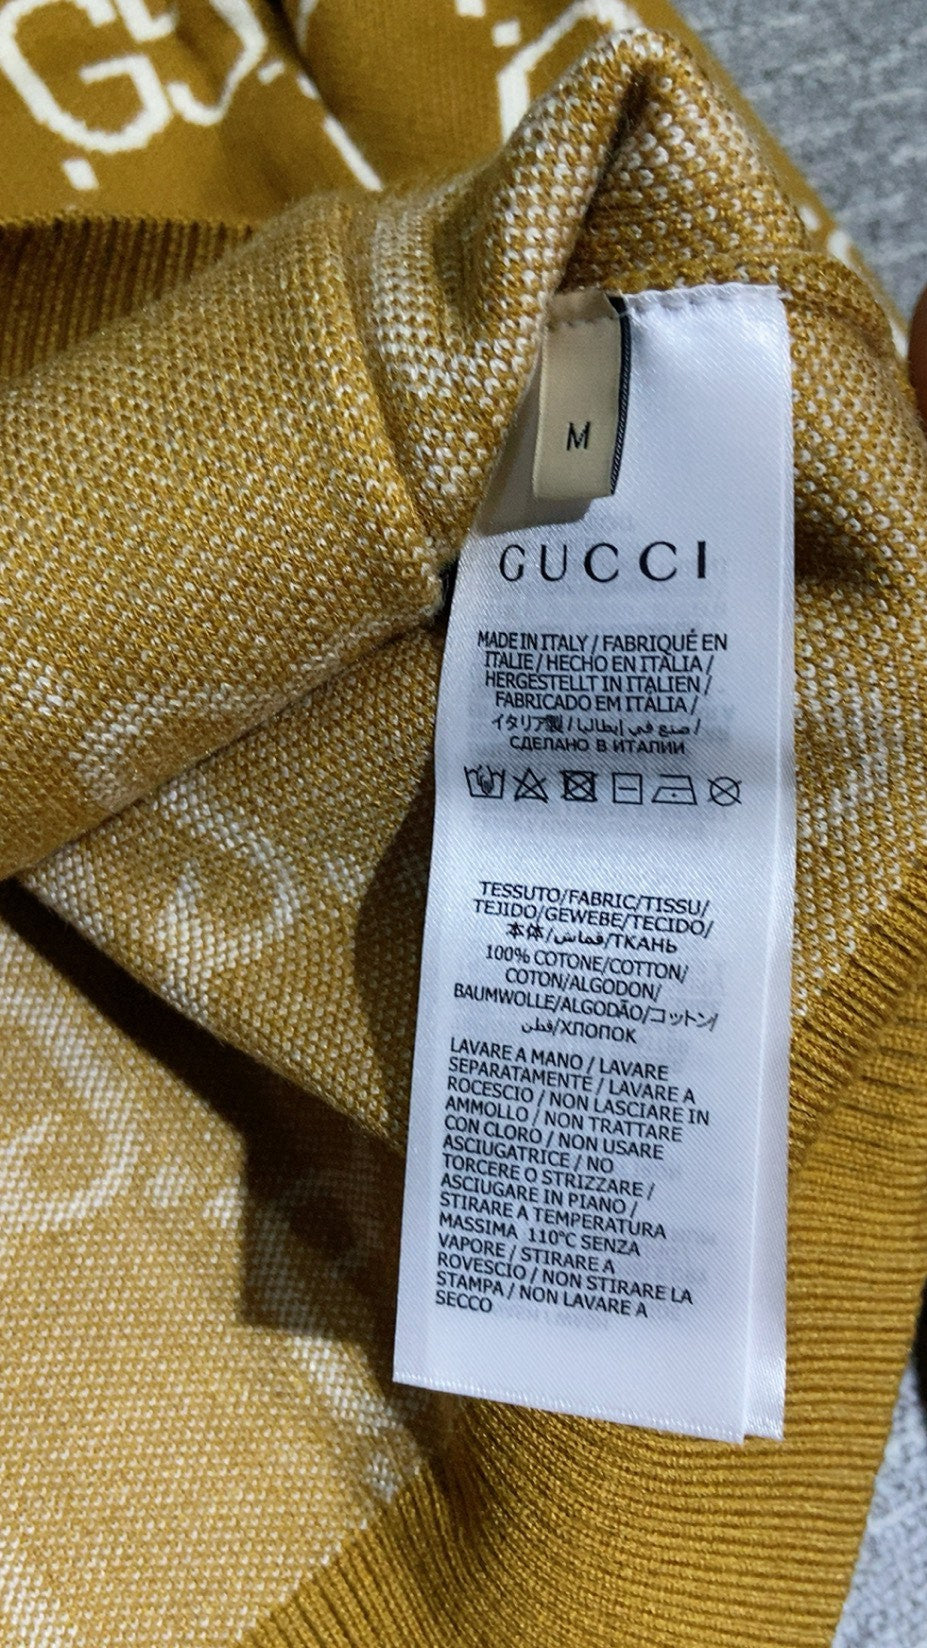 M
GUCCI
MADE IN ITALY / FABRIQUÉ EN
ITALIE / HECHO EN ITALIA /
HERGESTELLT IN ITALIEN /
FABRICADO EM ITÁLIA /
イタリア製 / صنع في إيطاليا /
СДЕЛАНО В ИТАЛИИ
TESSUTO/FABRIC/TISSU/
TEJIDO/GEWEBE/TECIDO/
本体/قماش/ТКАНЬ
100% COTONE/COTTON/
COTON/ALGODON/
BAUMWOLLE/ALGODÃO/コットン/
قطن/ХЛОПОК
LAVARE A MANO / LAVARE
SEPARATAMENTE / LAVARE A
ROCESCIO / NON LASCIARE IN
AMMOLLO / NON TRATTARE
CON CLORO / NON USARE
ASCIUGATRICE / NO
TORCERE O STRIZZARE /
ASCIUGARE IN PIANO /
STIRARE A TEMPERATURA
MASSIMA 110°C SENZA
VAPORE / STIRARE A
ROVESCIO / NON STIRARE LA
STAMPA / NON LAVARE A
SECCO